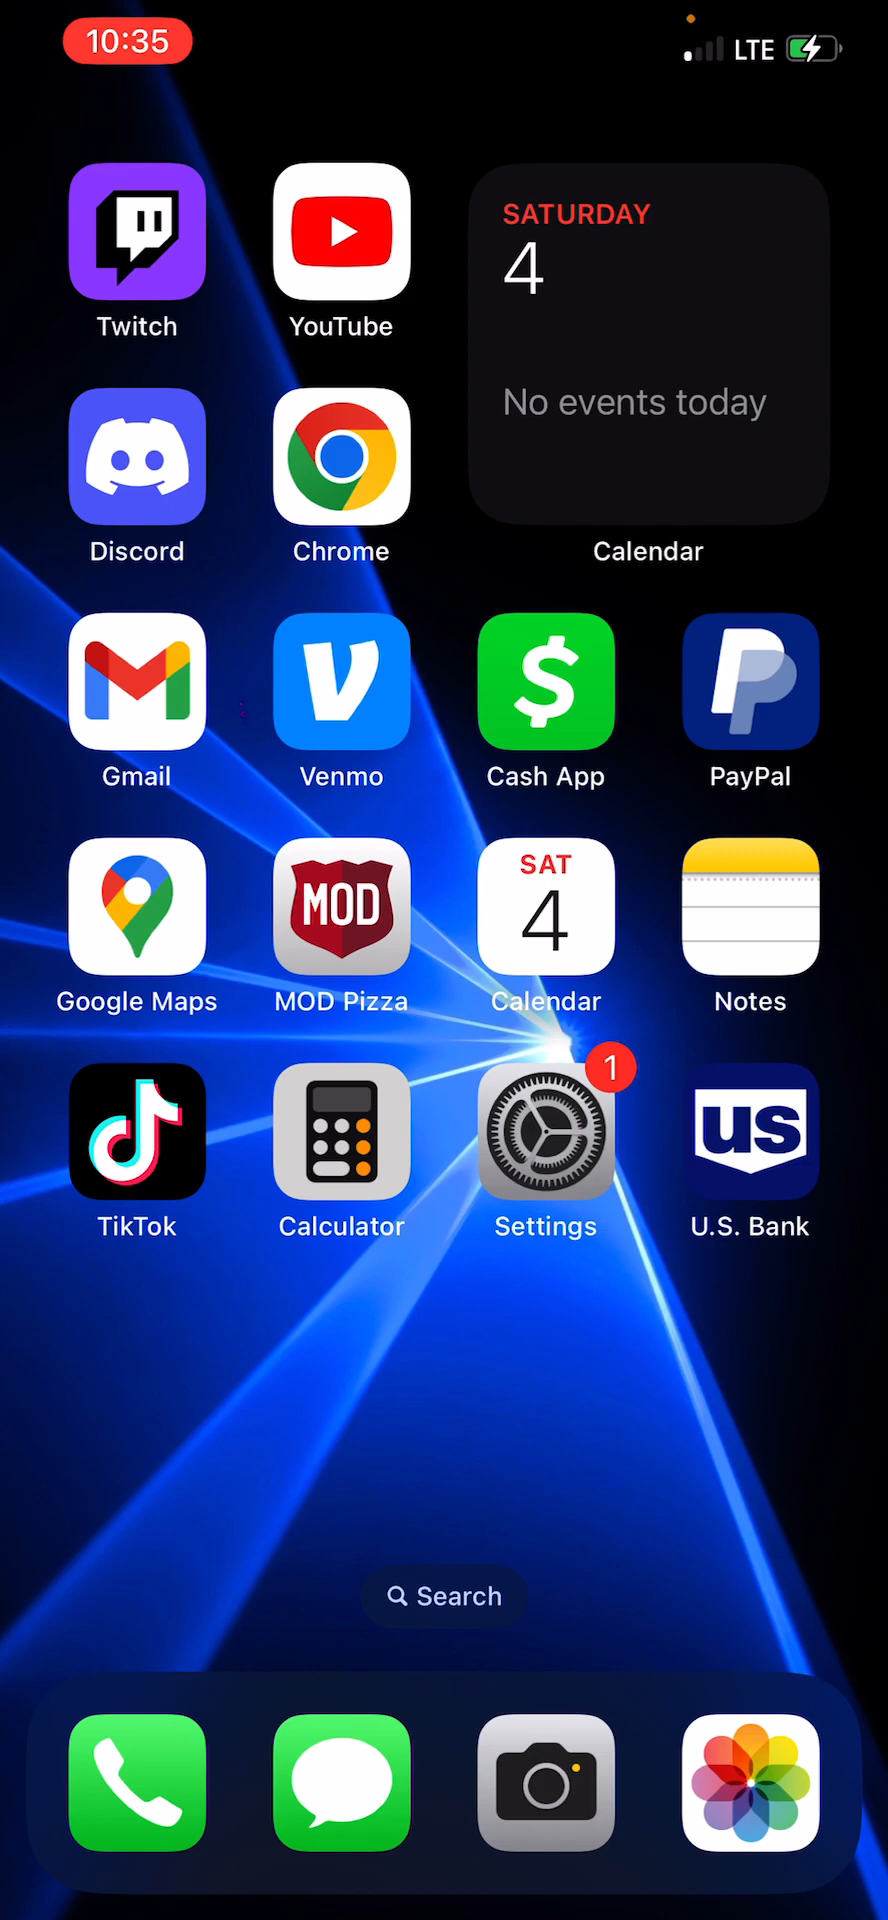 10:35
LTE
SATURDAY
4
No events today
Twitch
YouTube
Discord
Chrome
Calendar
Gmail
Venmo
Cash App
PayPal
MOD
SAT
4
Google Maps
MOD Pizza
Calendar
Notes
1
us
TikTok
Calculator
Settings
U.S. Bank
Search